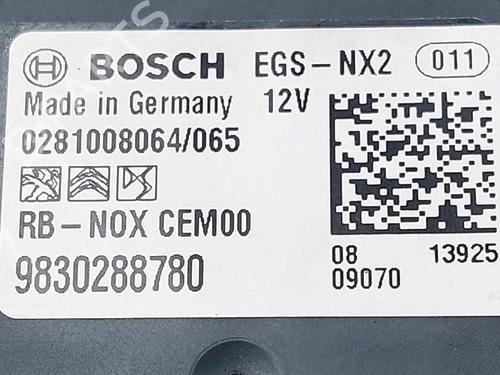 BOSCH EGS-NX2 011
Made in Germany 12V
0281008064/065
RB-NOX CEM00
9830288780
08 13925
09070